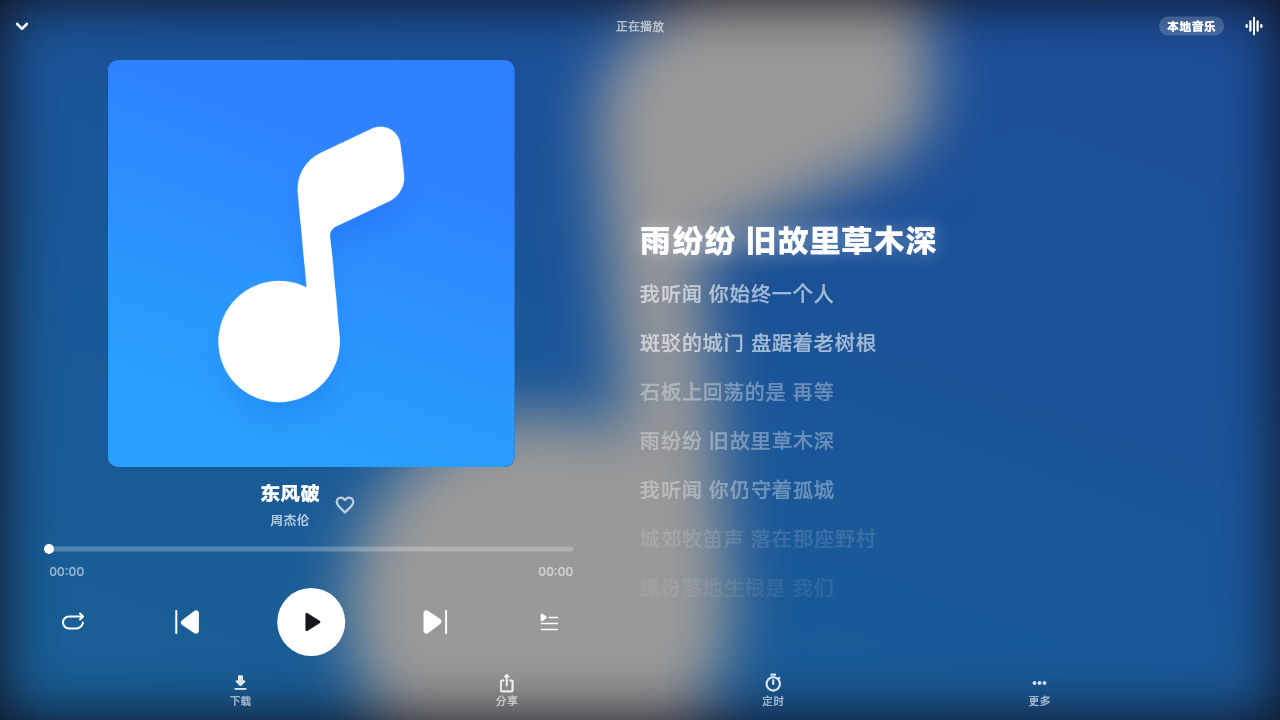 正在播放
本地音乐
东风破
周杰伦
00:00
00:00
雨纷纷 旧故里草木深
我听闻 你始终一个人
斑驳的城门 盘踞着老树根
石板上回荡的是 再等
雨纷纷 旧故里草木深
我听闻 你仍守着孤城
城郊牧笛声 落在那座野村
缘份落地生根是 我们
下载
分享
定时
更多